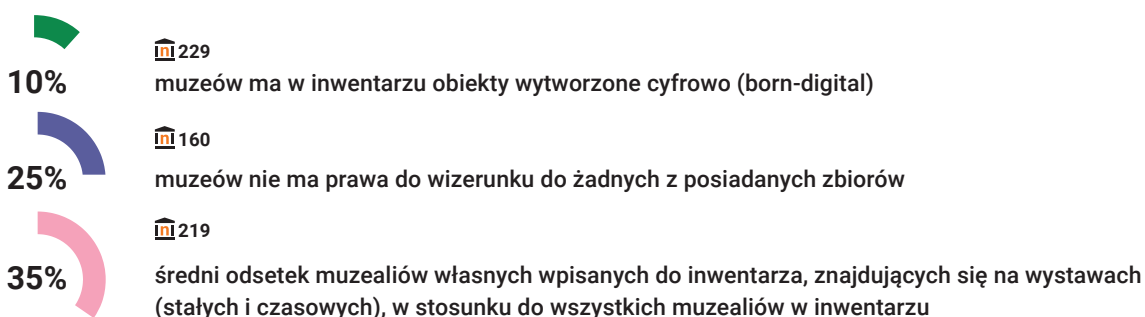 n 229
10%
muzeów ma w inwentarzu obiekty wytworzone cyfrowo (born-digital)
n 160
25%
muzeów nie ma prawa do wizerunku do żadnych z posiadanych zbiorów
n 219
35%
średni odsetek muzealiów własnych wpisanych do inwentarza, znajdujących się na wystawach
(stałych i czasowych), w stosunku do wszystkich muzealiów w inwentarzu